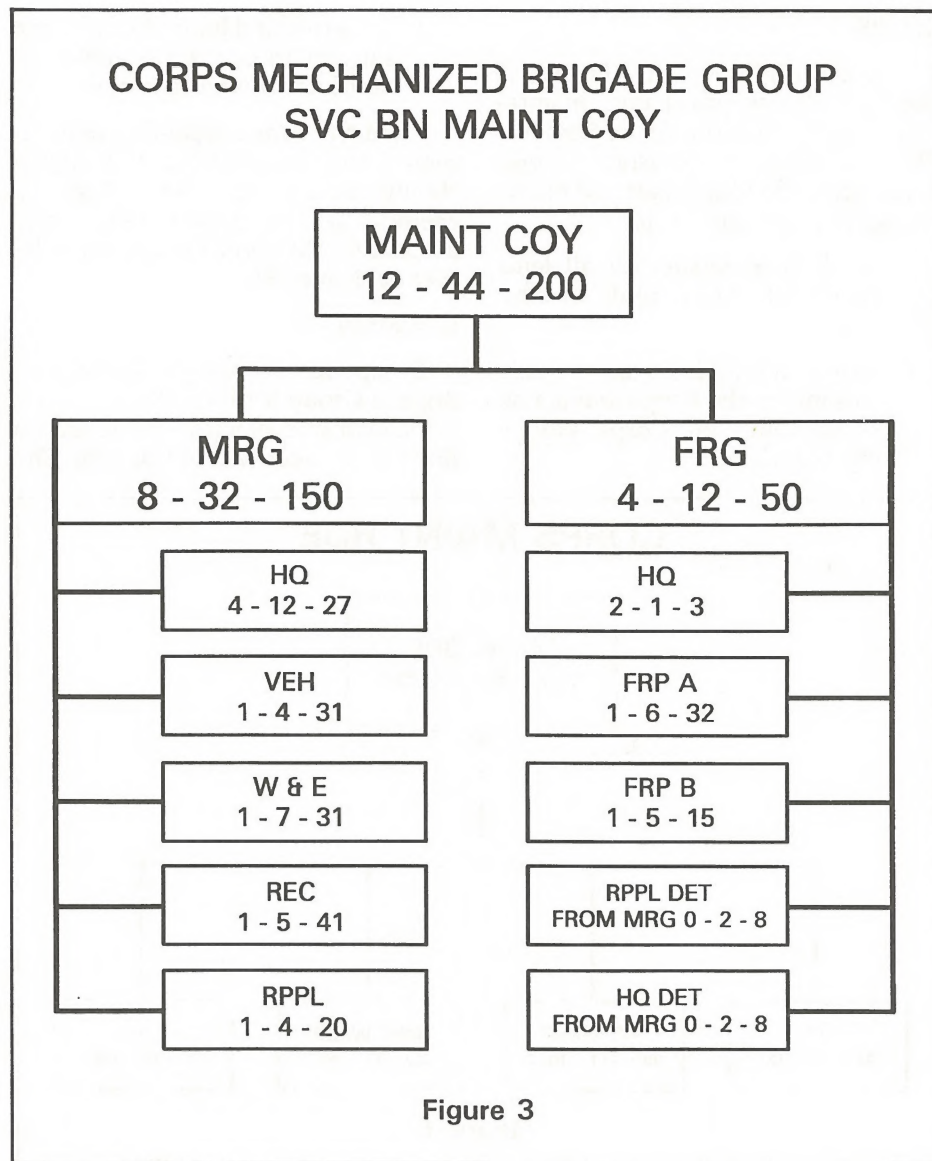 CORPS MECHANIZED BRIGADE GROUP
SVC BN MAINT COY
MAINT COY
12 - 44 - 200
MRG
8 - 32 - 150
HQ
4 - 12 - 27
VEH
1 - 4 - 31
W & E
1 - 7 - 31
REC
1 - 5 - 41
RPPL
1 - 4 - 20
FRG
4 - 12 - 50
HQ
2 - 1 - 3
FRP A
1 - 6 - 32
FRP B
1 - 5 - 15
RPPL DET
FROM MRG 0 - 2 - 8
HQ DET
FROM MRG 0 - 2 - 8
Figure 3